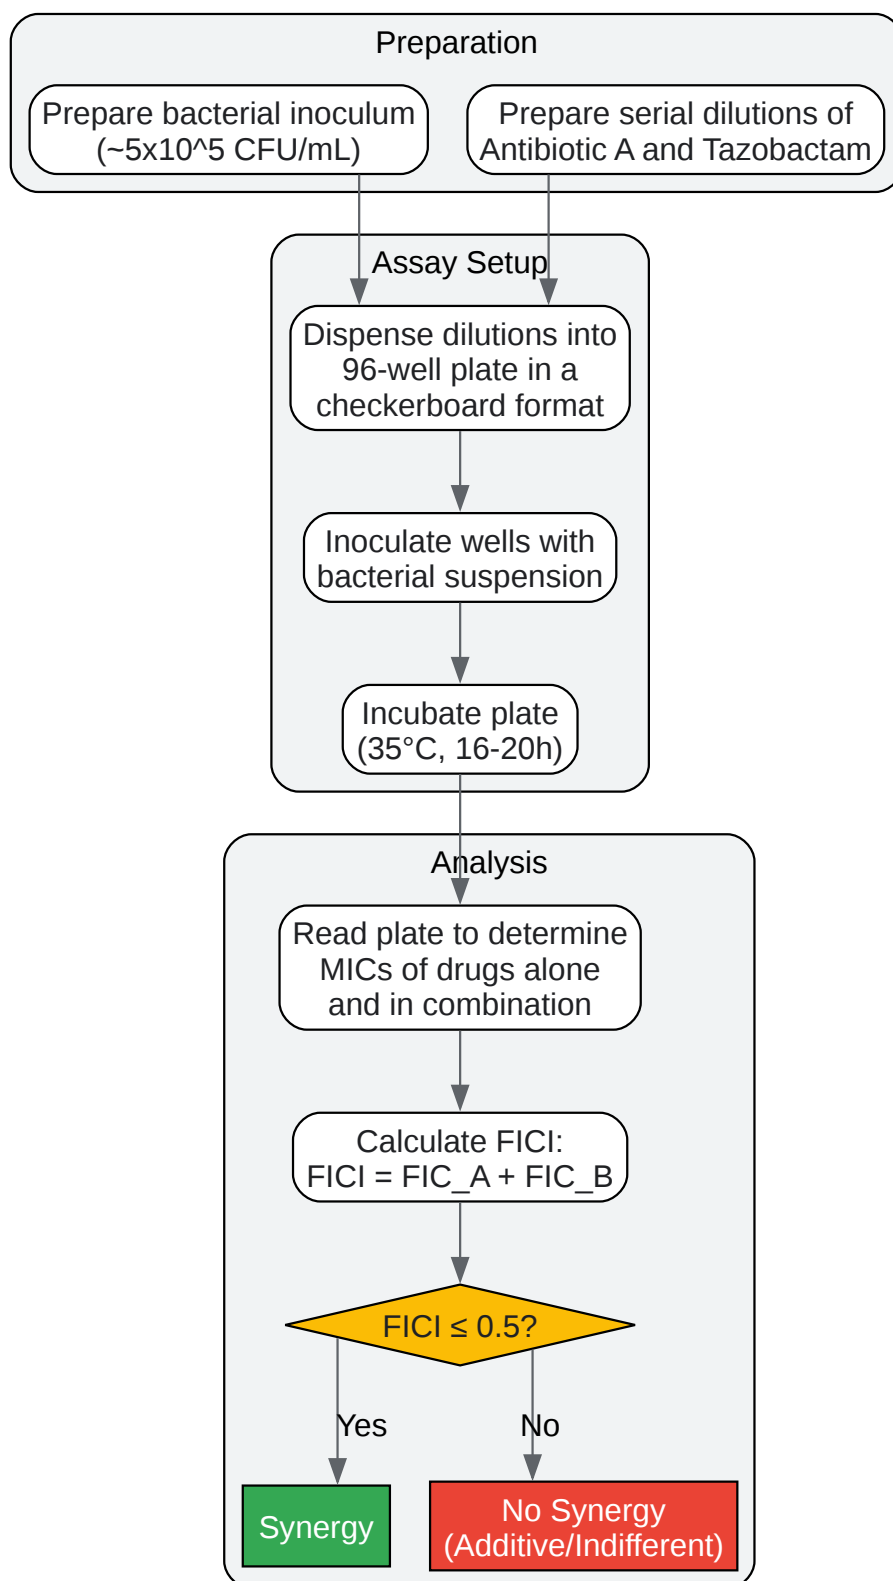 Preparation
Prepare bacterial inoculum
(~5x10^5 CFU/mL)
Prepare serial dilutions of
Antibiotic A and Tazobactam
Assay Setup
Dispense dilutions into
96-well plate in a
checkerboard format
Inoculate wells with
bacterial suspension
Incubate plate
(35°C, 16-20h)
Analysis
Read plate to determine
MICs of drugs alone
and in combination
Calculate FICI:
FICI = FIC_A + FIC_B
FICI ≤ 0.5?
Yes
No
Synergy
No Synergy
(Additive/Indifferent)